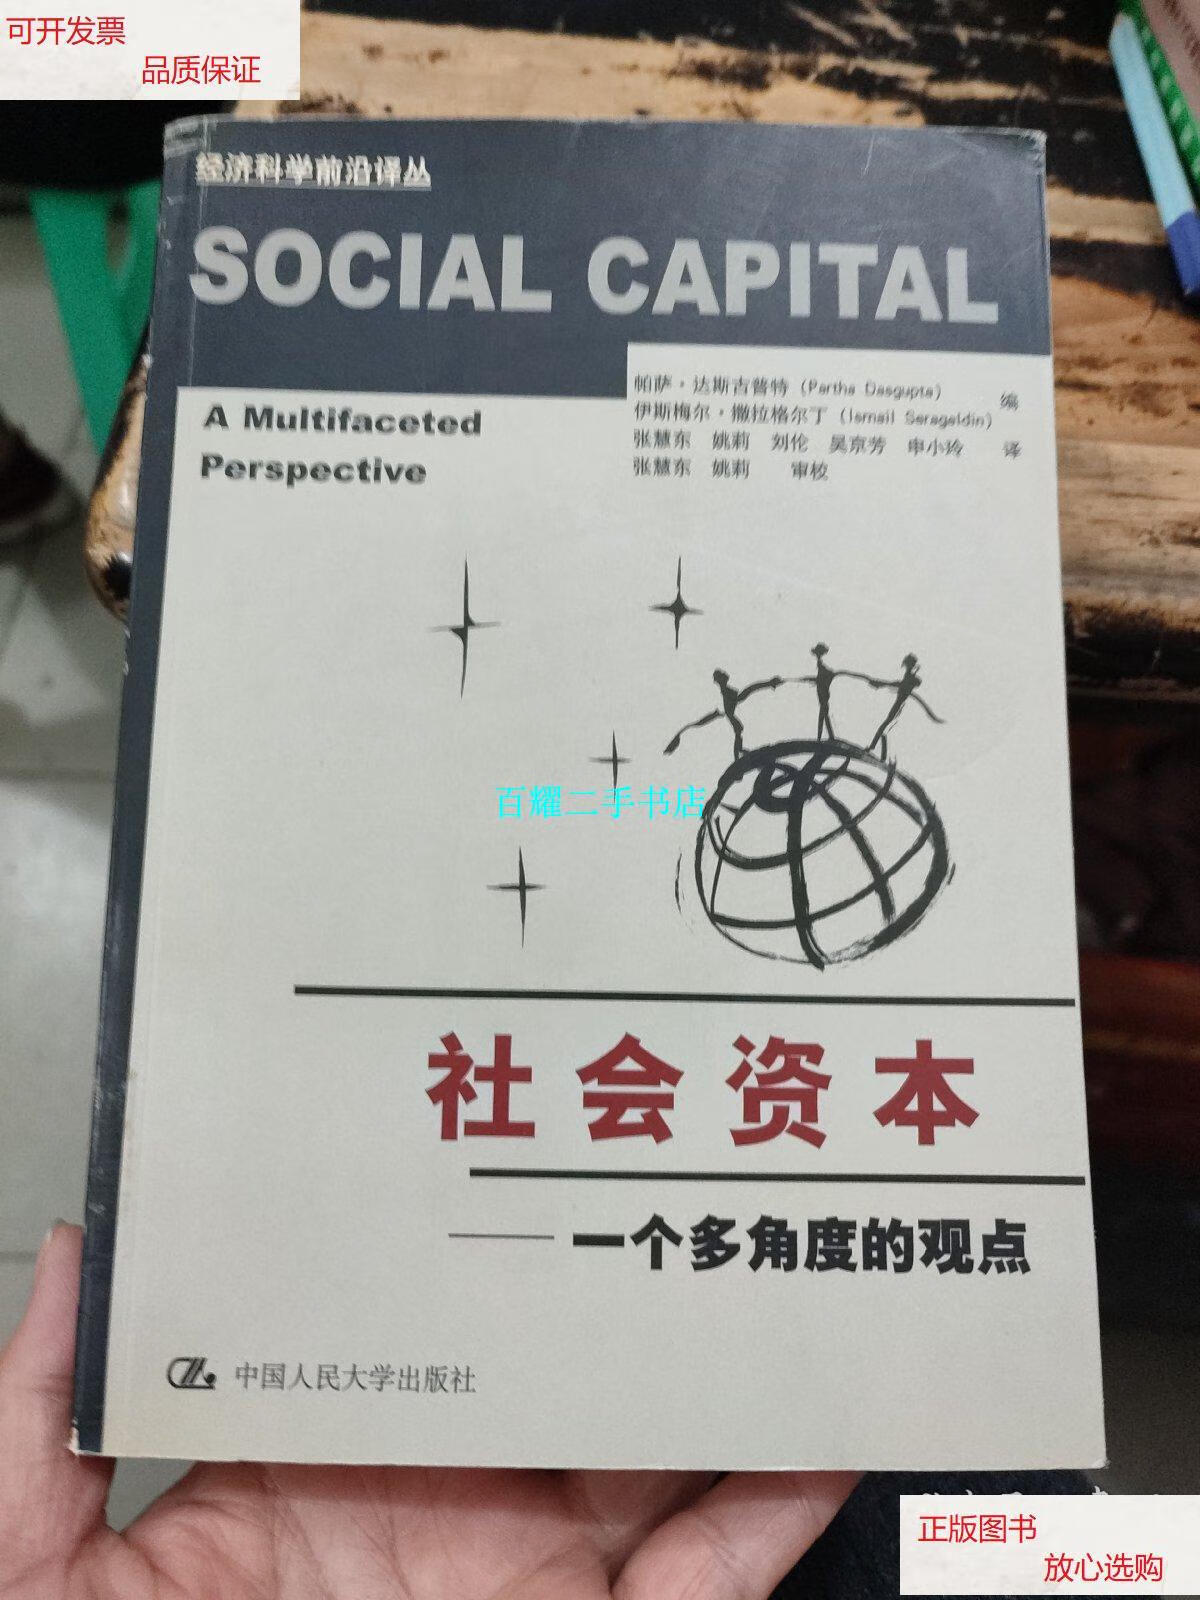 可开发票
品质保证
经济科学前沿译丛
SOCIAL CAPITAL
帕萨·达斯吉普特（Partha Dasgupta）
伊斯梅尔·撒拉格尔丁（Ismail Serageldin） 编
张慧东 姚莉 刘伦 吴京芳 申小玲 译
张慧东 姚莉 审校
A Multifaceted
Perspective
百耀二手书店
社会资本
——一个多角度的观点
中国人民大学出版社
正版图书
放心选购